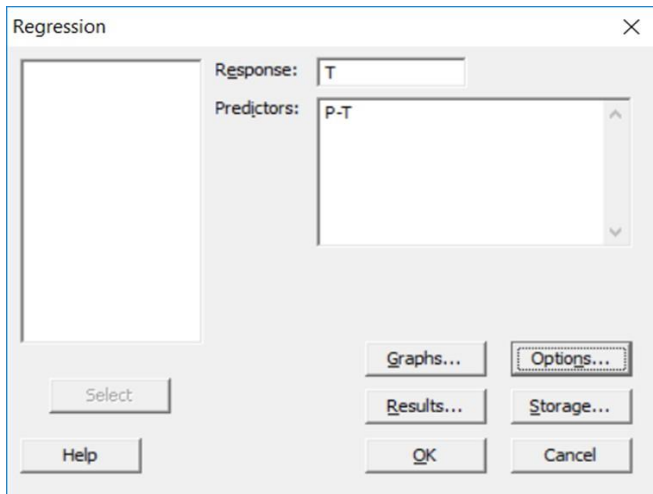 Regression
Response: T
Predictors: P-T
Graphs... Options...
Select
Results... Storage...
Help OK Cancel